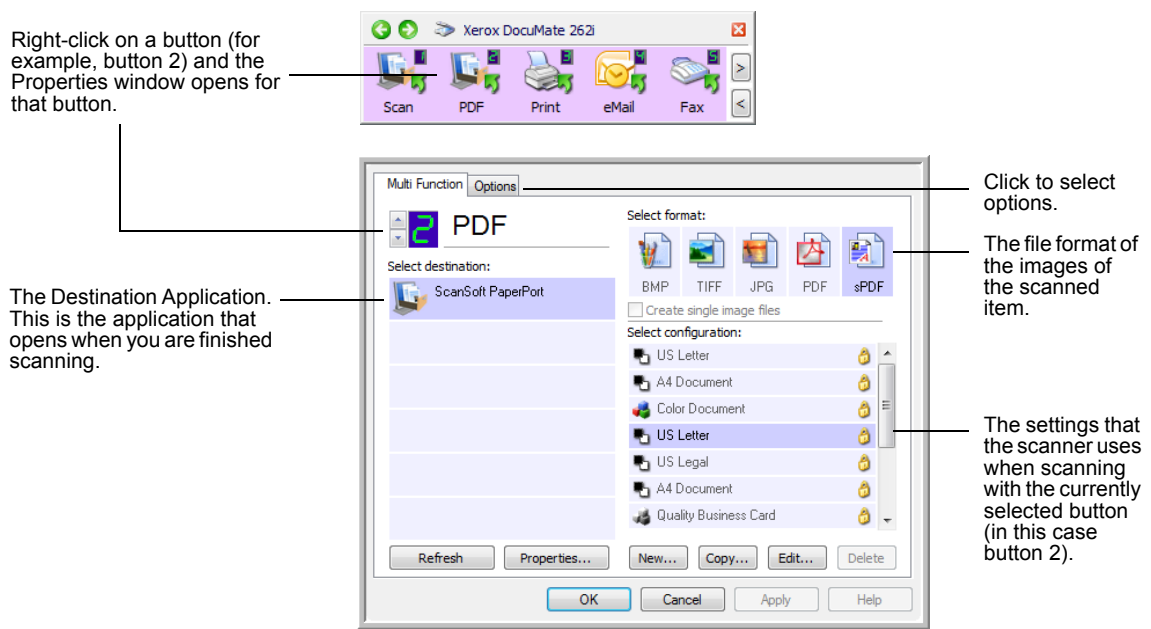 Right-click on a button (for
example, button 2) and the
Properties window opens for
that button.
Xerox DocuMate 262i
1
2
3
4
5
Scan
PDF
Print
eMail
Fax
>
<
Multi Function
Options
2
PDF
Select destination:
ScanSoft PaperPort
Select format:
BMP
TIFF
JPG
PDF
sPDF
Create single image files
Select configuration:
US Letter
A4 Document
Color Document
US Letter
US Legal
A4 Document
Quality Business Card
Refresh
Properties...
New...
Copy...
Edit...
Delete
OK
Cancel
Apply
Help
The Destination Application.
This is the application that
opens when you are finished
scanning.
Click to select
options.
The file format of
the images of
the scanned
item.
The settings that
the scanner uses
when scanning
with the currently
selected button
(in this case
button 2).